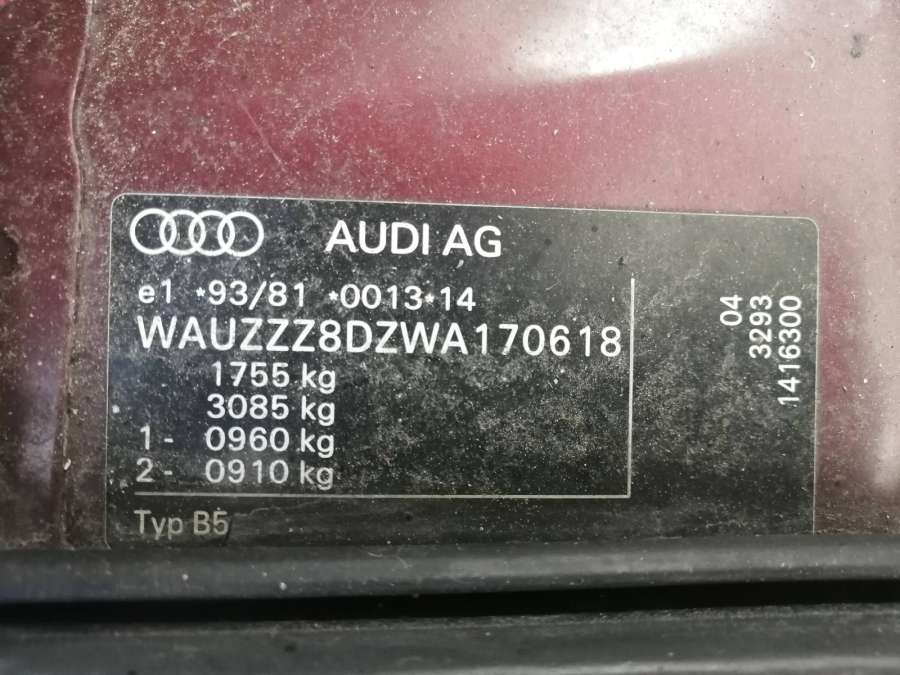 AUDI AG
e1 *93/81 *0013*14
WAUZZZ8DZWA170618
1755 kg
3085 kg
1- 0960 kg
2- 0910 kg
Typ B5
04
3293
1416300